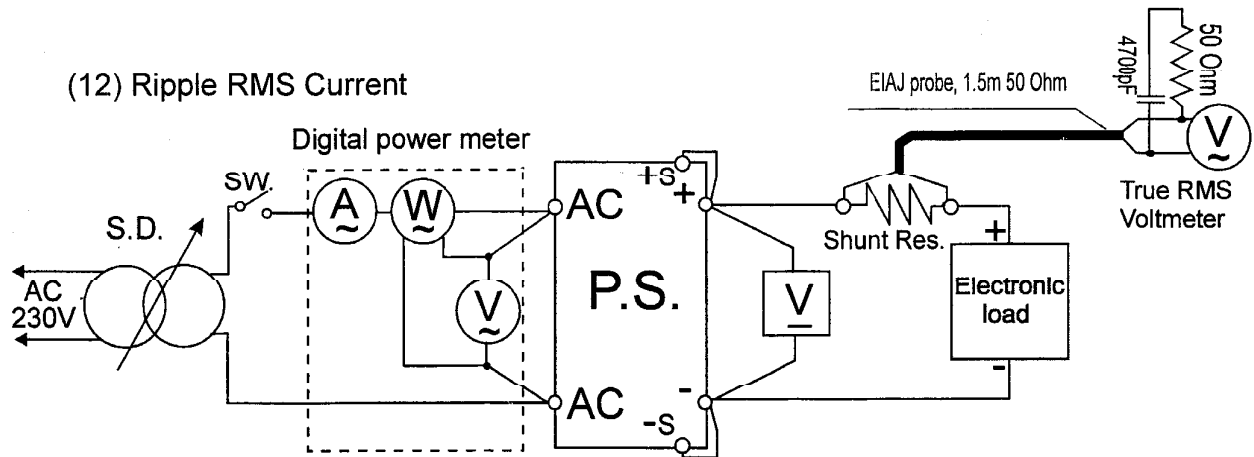 (12) Ripple RMS Current
Digital power meter
EIAJ probe, 1.5m 50 Ohm
4700pF
50 Ohm
V
~
True RMS
Voltmeter
S.D.
SW.
A
~
W
~
V
~
AC
230V
AC
P.S.
AC
+S
+
-
-S
V
Shunt Res.
+
Electronic
load
-